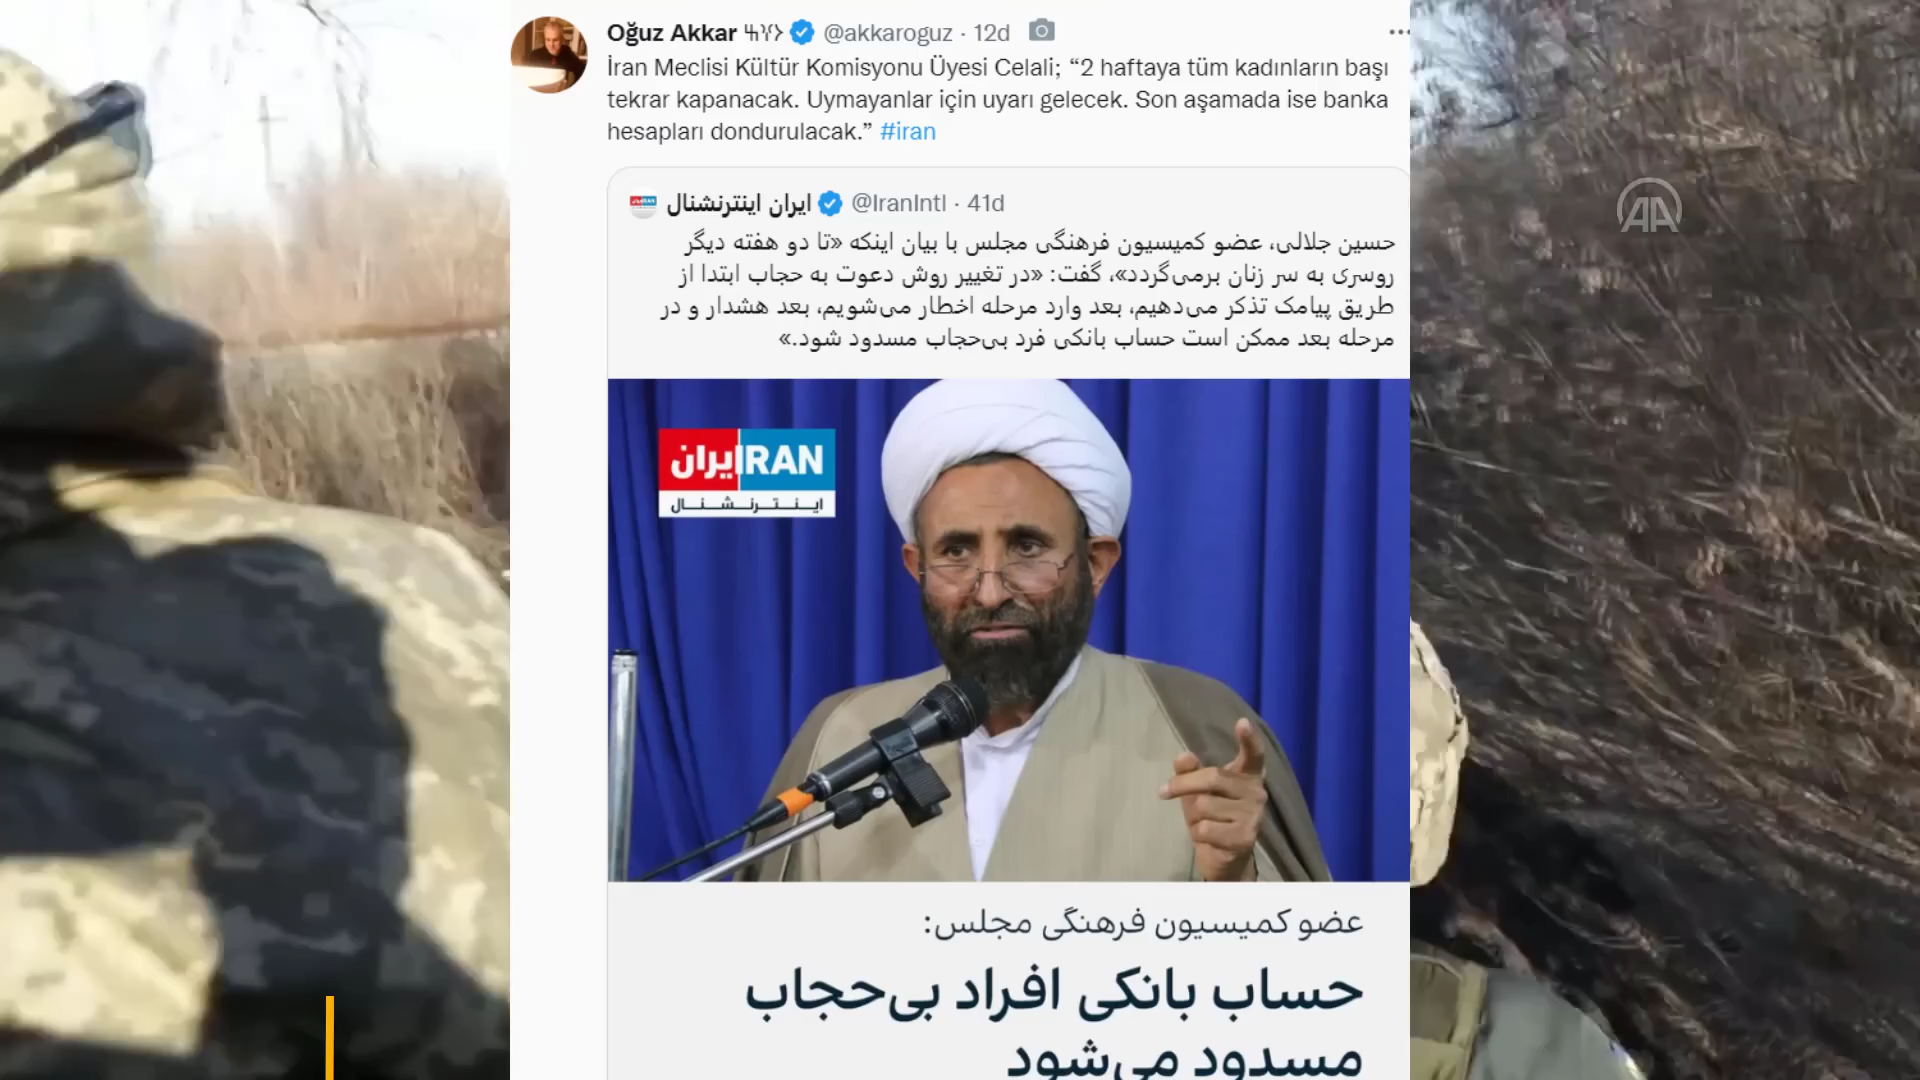 Oğuz Akkar 𐰃𐰖𐰃 @akkaroguz · 12d
İran Meclisi Kültür Komisyonu Üyesi Celali; “2 haftaya tüm kadınların başı
tekrar kapanacak. Uymayanlar için uyarı gelecek. Son aşamada ise banka
hesapları dondurulacak.” #iran
ایران اینترنشنال @IranIntl · 41d
حسین جلالی، عضو کمیسیون فرهنگی مجلس با بیان اینکه «تا دو هفته دیگر
روسری به سر زنان برمی‌گردد»، گفت: «در تغییر روش دعوت به حجاب ابتدا از
طریق پیامک تذکر می‌دهیم، بعد وارد مرحله اخطار می‌شویم، بعد هشدار و در
مرحله بعد ممکن است حساب بانکی فرد بی‌حجاب مسدود شود.»
ایران IRAN
اینترنشنال
عضو کمیسیون فرهنگی مجلس:
حساب بانکی افراد بی‌حجاب
مسدود می‌شود
AA